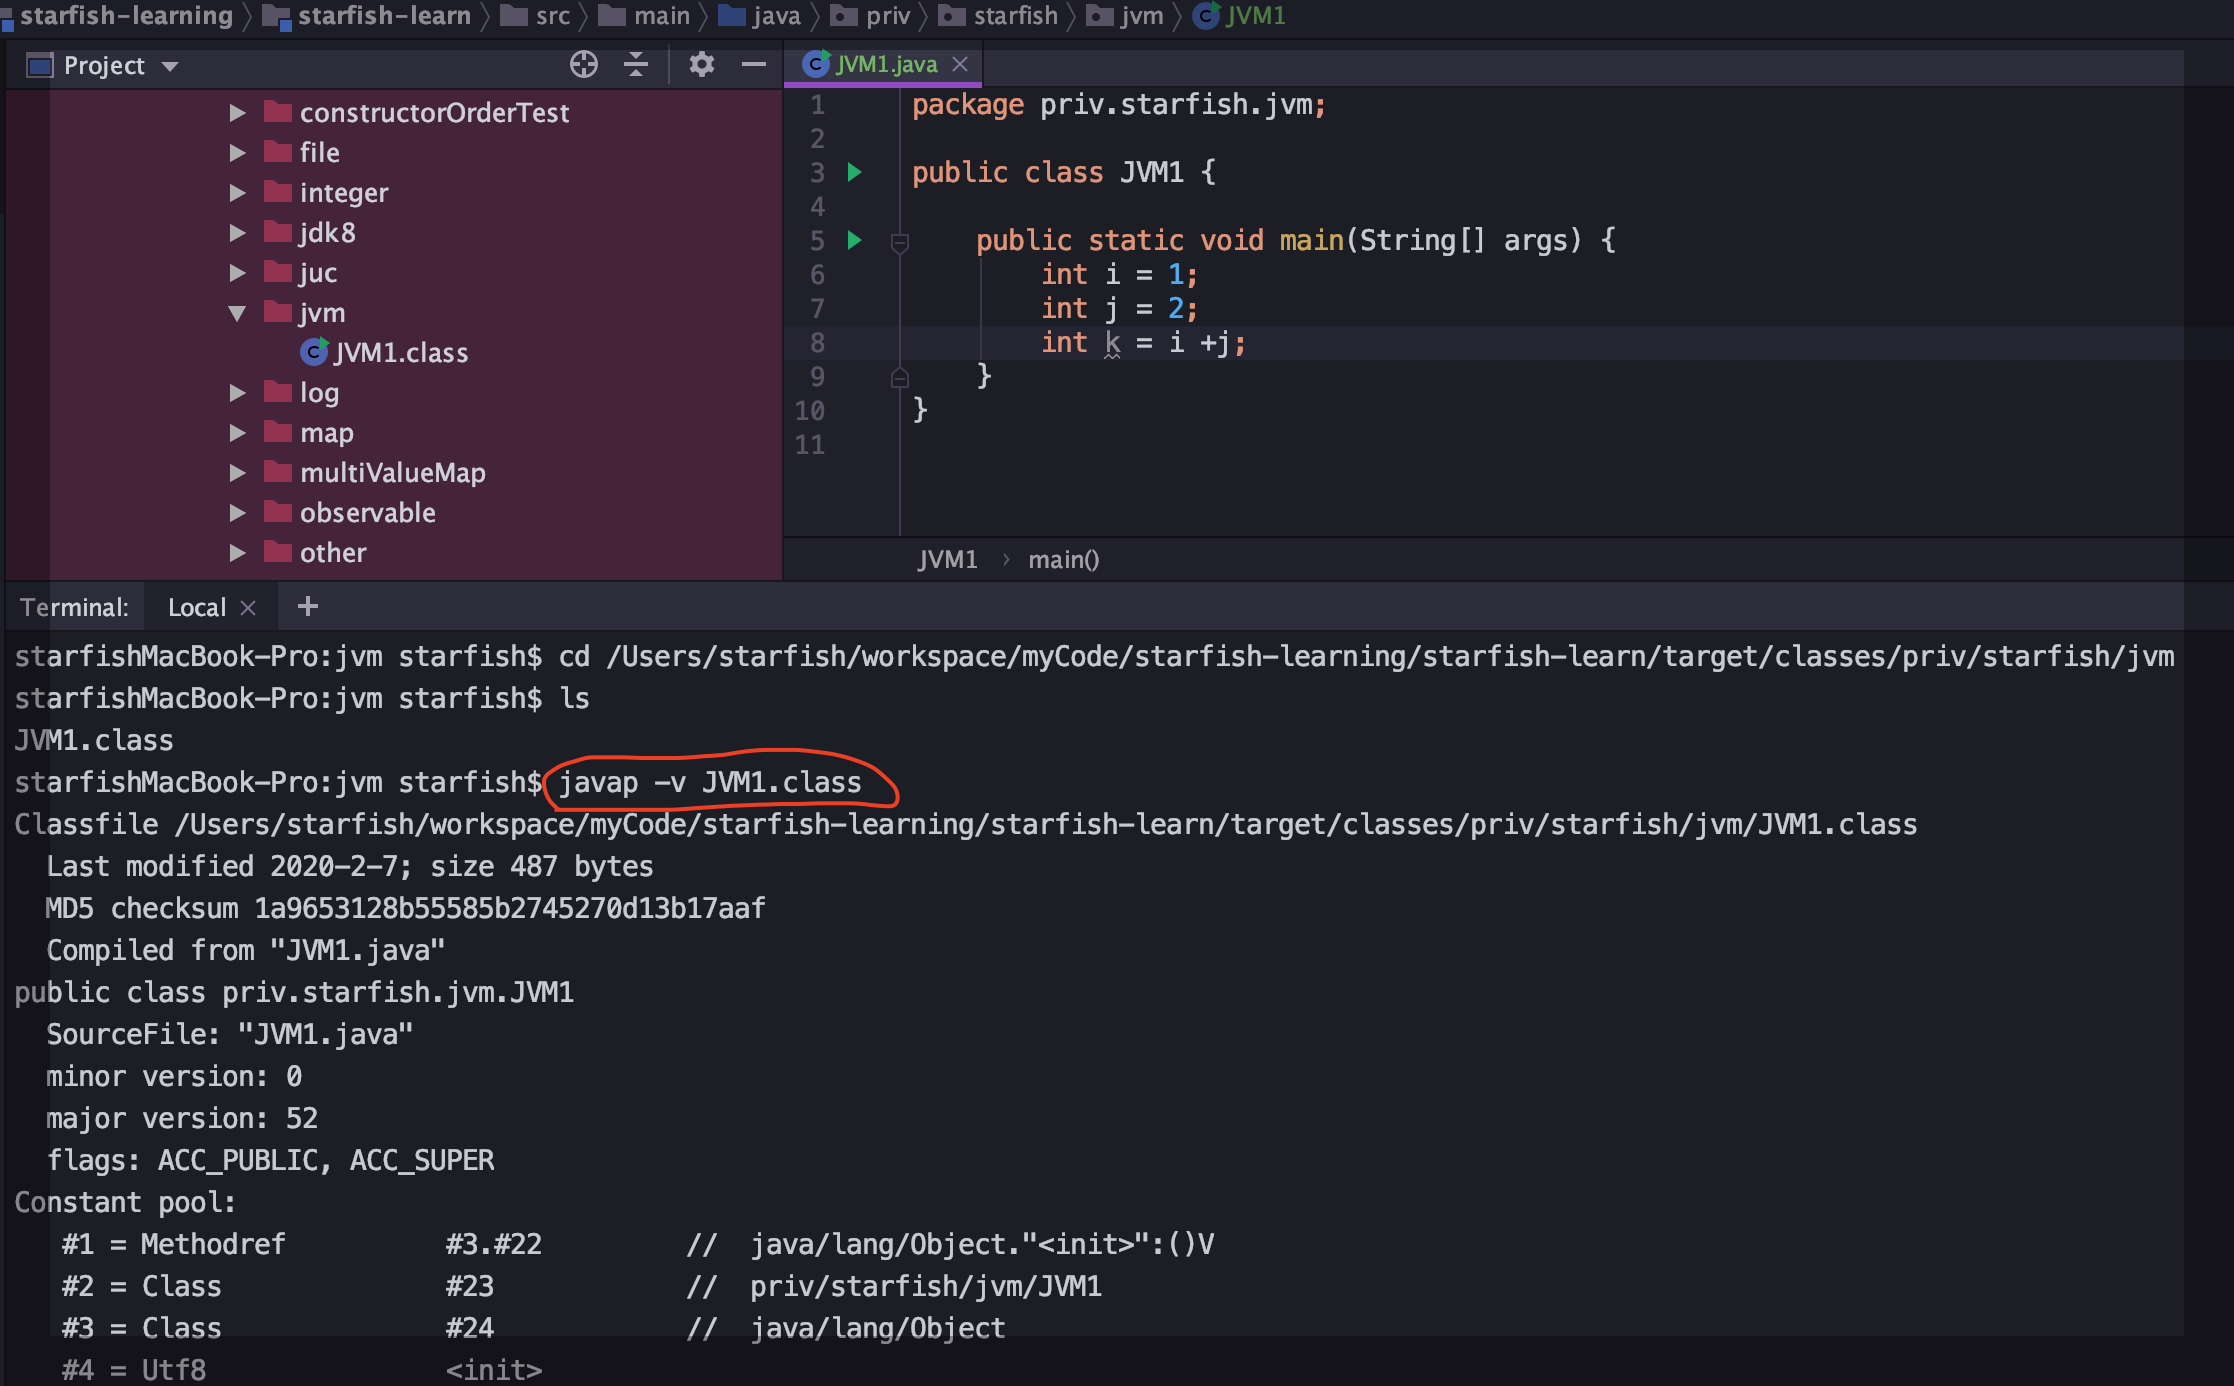 starfish-learning starfish-learn src main java priv starfish jvm JVM1
Project
constructorOrderTest
file
integer
jdk8
juc
jvm
JVM1.class
log
map
multiValueMap
observable
other
JVM1.java
1 package priv.starfish.jvm;
2
3 public class JVM1 {
4
5 public static void main(String[] args) {
6 int i = 1;
7 int j = 2;
8 int k = i +j;
9 }
10 }
11
JVM1 › main()
Terminal: Local
starfishMacBook-Pro:jvm starfish$ cd /Users/starfish/workspace/myCode/starfish-learning/starfish-learn/target/classes/priv/starfish/jvm
starfishMacBook-Pro:jvm starfish$ ls
JVM1.class
starfishMacBook-Pro:jvm starfish$ javap -v JVM1.class
Classfile /Users/starfish/workspace/myCode/starfish-learning/starfish-learn/target/classes/priv/starfish/jvm/JVM1.class
Last modified 2020-2-7; size 487 bytes
MD5 checksum 1a9653128b55585b2745270d13b17aaf
Compiled from "JVM1.java"
public class priv.starfish.jvm.JVM1
SourceFile: "JVM1.java"
minor version: 0
major version: 52
flags: ACC_PUBLIC, ACC_SUPER
Constant pool:
#1 = Methodref #3.#22 // java/lang/Object."<init>":()V
#2 = Class #23 // priv/starfish/jvm/JVM1
#3 = Class #24 // java/lang/Object
#4 = Utf8 <init>